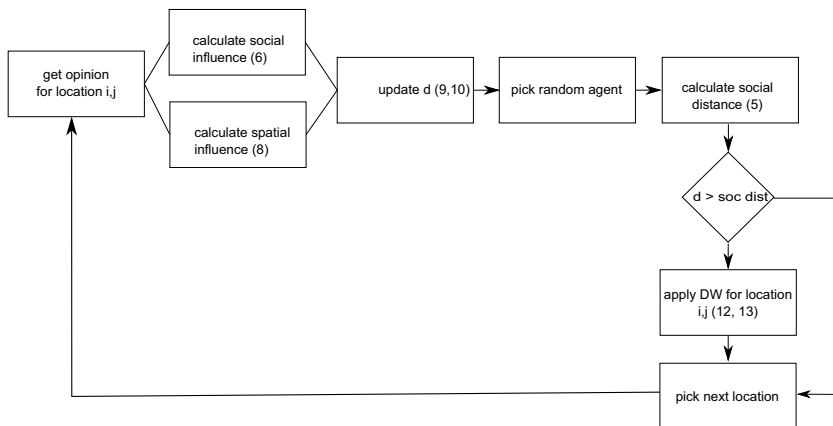 get opinion
for location i,j
calculate social
influence (6)
calculate spatial
influence (8)
update d (9,10)
pick random agent
calculate social
distance (5)
d > soc dist
apply DW for location
i,j (12, 13)
pick next location